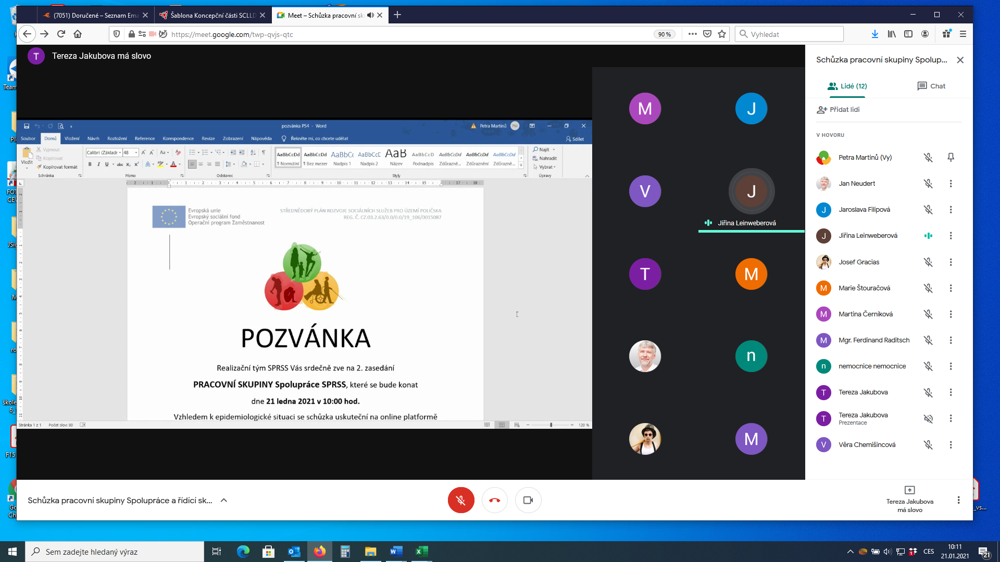 (7051) Doručené – Seznam Ema
Šablona Koncepční části SCLLD
Meet – Schůzka pracovní sk
https://meet.google.com/twp-qvjs-qtc
90 %
Vyhledat
T
Tereza Jakubova má slovo
pozvánka PS4 - Word
Petra Martinů
PM
Soubor Domů Vložení Návrh Rozložení Reference Korespondence Revize Zobrazení Nápověda Řekněte mi, co chcete udělat
Sdílet
Vložit
Vyjmout
Kopírovat
Kopírovat formát
Schránka
Calibri (Základr
48
Písmo
Odstavec
AaBbCcDd AaBbCcDd AaBbCc AaBbCcC AaB AaBbCcD AaBbCcDd AaBbCcDd AaBbCcDd
¶ Normální ¶ Bez mezer Nadpis 1 Nadpis 2 Název Podnadpis Zdůrazně... Zdůraznění Zdůrazně...
Styly
Najít
Nahradit
Vybrat
Úpravy
Evropská unie
Evropský sociální fond
Operační program Zaměstnanost
STŘEDNĚDOBÝ PLÁN ROZVOJE SOCIÁLNÍCH SLUŽEB PRO ÚZEMÍ POLIČSKA
REG. Č. CZ.03.2.63/0.0/0.0/19_106/0015087
POZVÁNKA
Realizační tým SPRSS Vás srdečně zve na 2. zasedání
PRACOVNÍ SKUPINY Spolupráce SPRSS, které se bude konat
dne 21 ledna 2021 v 10:00 hod.
Vzhledem k epidemiologické situaci se schůzka uskuteční na online platformě
Stránka 1 z 1 Počet slov: 80
120 %
M
J
V
J
Jiřina Leinweberová
T
M
n
M
Schůzka pracovní skupiny Spolup...
Lidé (12)
Chat
Přidat lidi
V HOVORU
Petra Martinů (Vy)
Jan Neudert
J Jaroslava Filipová
J Jiřina Leinweberová
Josef Gracias
M Marie Štouračová
M Martina Černíková
M Mgr. Ferdinand Raditsch
n nemocnice nemocnice
T Tereza Jakubova
T Tereza Jakubova
Prezentace
V Věra Chemišincová
Schůzka pracovní skupiny Spolupráce a řídící sk...
Tereza Jakubova
má slovo
Sem zadejte hledaný výraz
CES
10:11
21.01.2021
21